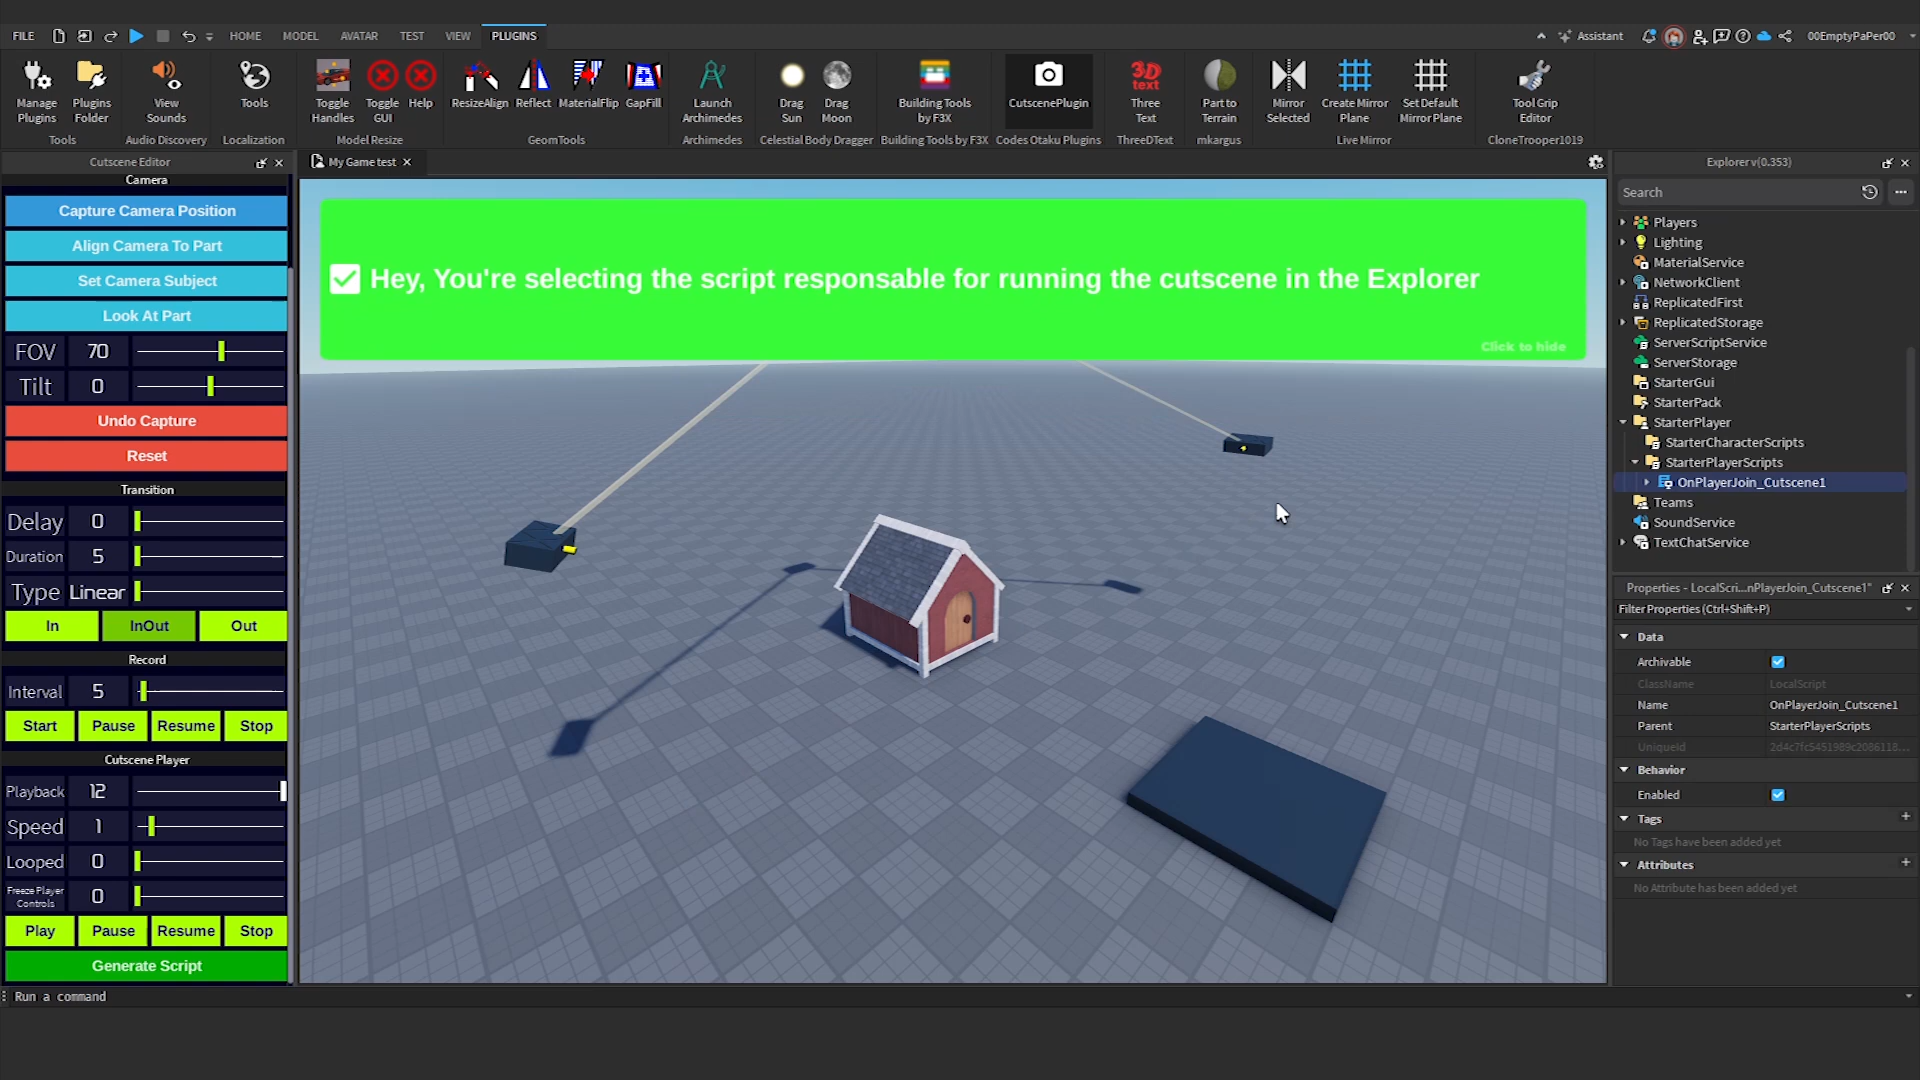 FILE
HOME
MODEL
AVATAR
TEST
VIEW
PLUGINS
Assistant
00EmptyPaPer00
Manage Plugins
Plugins Folder
Tools
View Sounds
Audio Discovery
Tools
Localization
Toggle Handles
Toggle GUI
Help
Model Resize
ResizeAlign
Reflect
MaterialFlip
GapFill
GeomTools
Launch Archimedes
Archimedes
Drag Sun
Drag Moon
Celestial Body Dragger
Building Tools by F3X
Building Tools by F3X
CutscenePlugin
Codes Otaku Plugins
3D text
Three Text
ThreeDText
Part to Terrain
mkargus
Mirror Selected
Create Mirror Plane
Set Default Mirror Plane
Live Mirror
Tool Grip Editor
CloneTrooper1019
Cutscene Editor
Camera
Capture Camera Position
Align Camera To Part
Set Camera Subject
Look At Part
FOV 70
Tilt 0
Undo Capture
Reset
Transition
Delay 0
Duration 5
Type Linear
In InOut Out
Record
Interval 5
Start Pause Resume Stop
Cutscene Player
Playback 12
Speed 1
Looped 0
Freeze Player Controls 0
Play Pause Resume Stop
Generate Script
My Game test
Hey, You're selecting the script responsable for running the cutscene in the Explorer
Click to hide
Explorer v(0.353)
Search
Players
Lighting
MaterialService
NetworkClient
ReplicatedFirst
ReplicatedStorage
ServerScriptService
ServerStorage
StarterGui
StarterPack
StarterPlayer
StarterCharacterScripts
StarterPlayerScripts
OnPlayerJoin_Cutscene1
Teams
SoundService
TextChatService
Properties - LocalScri...nPlayerJoin_Cutscene1"
Filter Properties (Ctrl+Shift+P)
Data
Archivable
ClassName LocalScript
Name OnPlayerJoin_Cutscene1
Parent StarterPlayerScripts
UniqueId 2d4c7fc5451989c2086118...
Behavior
Enabled
Tags
No Tags have been added yet
Attributes
No Attribute has been added yet
Run a command